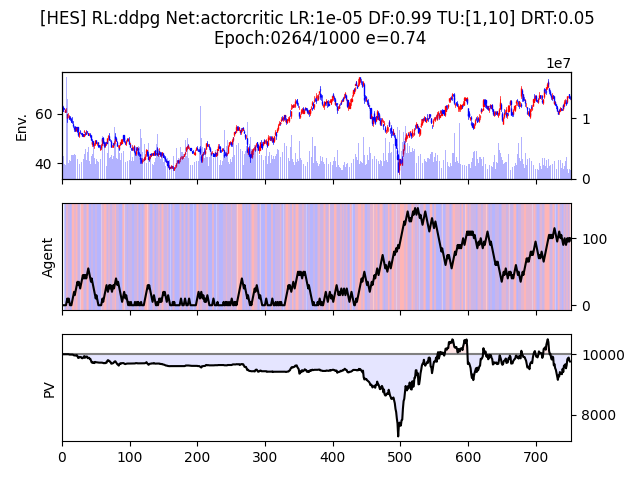 [HES] RL:ddpg Net:actorcritic LR:1e-05 DF:0.99 TU:[1,10] DRT:0.05
Epoch:0264/1000 e=0.74
1e7
Env.
60
40
1
0
Agent
100
0
PV
10000
8000
0 100 200 300 400 500 600 700